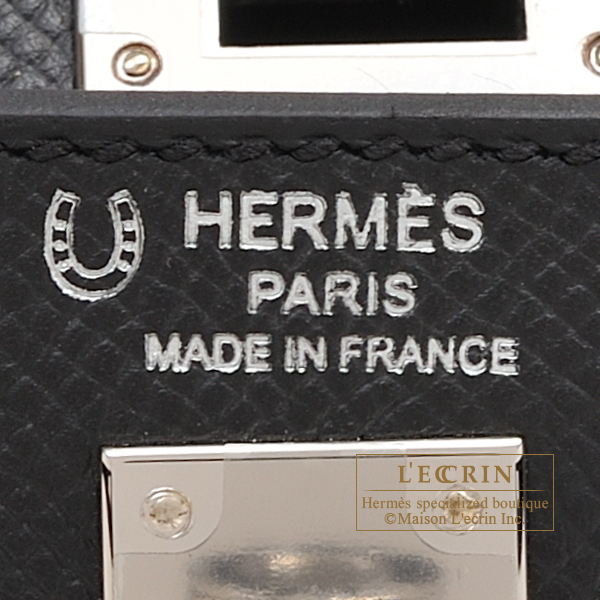 HERMÈS
PARIS
MADE IN FRANCE
L'ECRIN
Hermès specialized boutique
©Maison L'ecrin Inc.